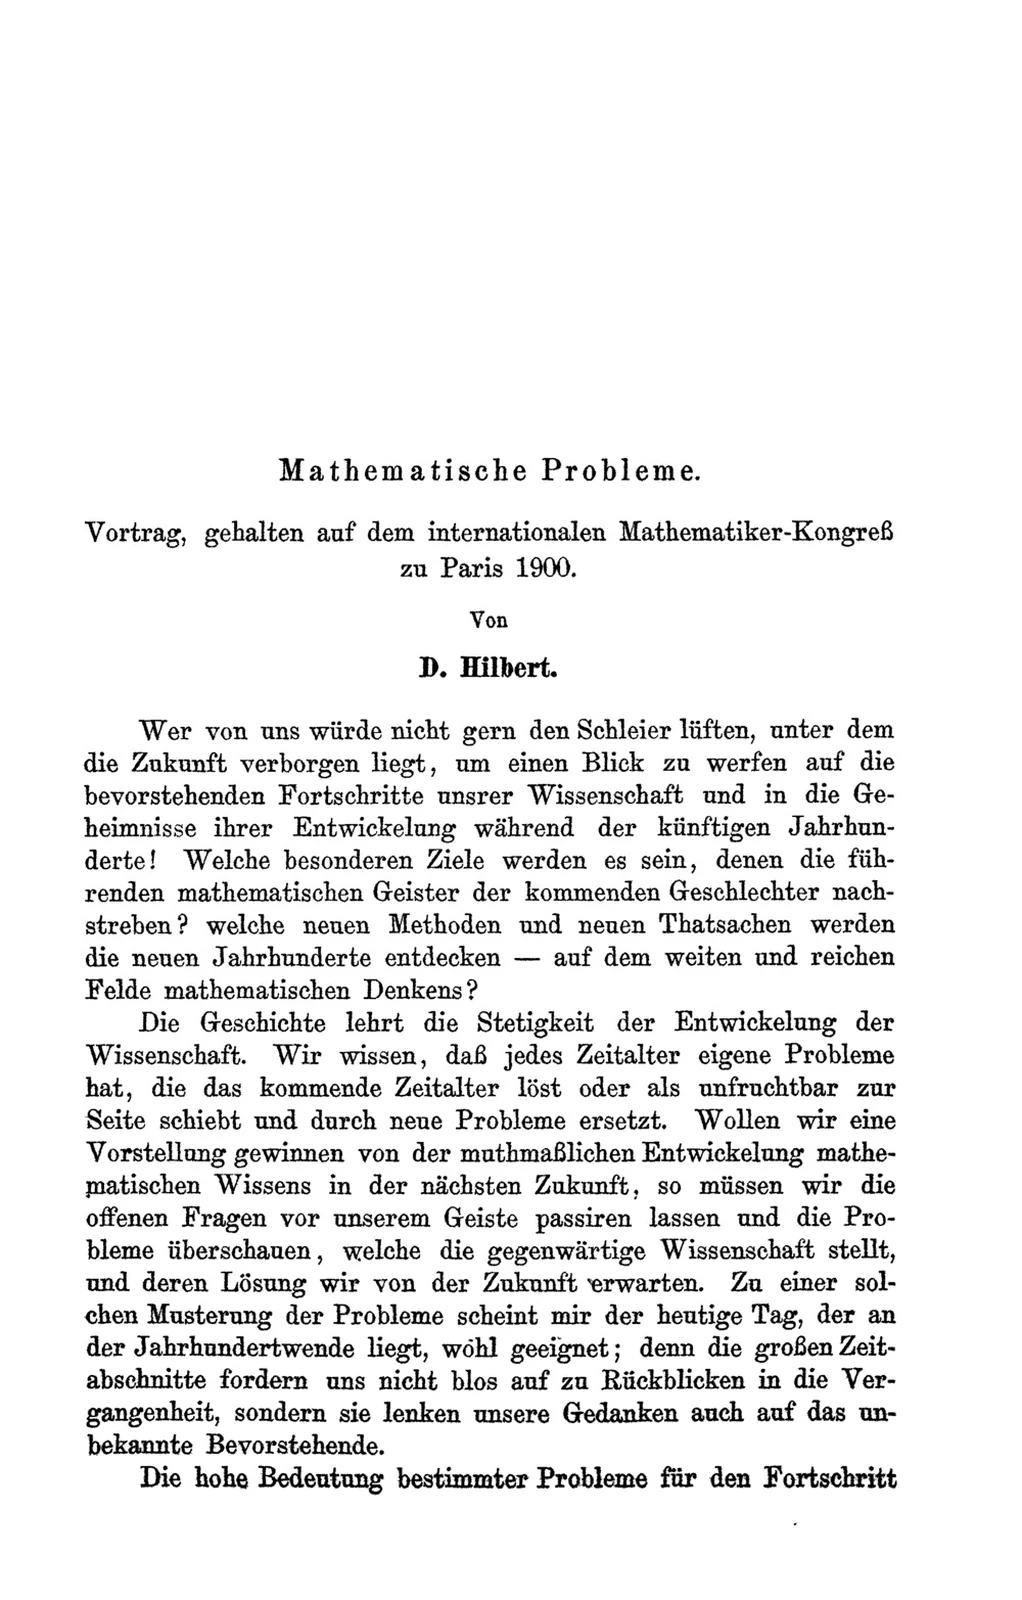 Mathematische Probleme.
Vortrag, gehalten auf dem internationalen Mathematiker-Kongreß
zu Paris 1900.
Von
D. Hilbert.
Wer von uns würde nicht gern den Schleier lüften, unter dem
die Zukunft verborgen liegt, um einen Blick zu werfen auf die
bevorstehenden Fortschritte unsrer Wissenschaft und in die Ge-
heimnisse ihrer Entwickelung während der künftigen Jahrhun-
derte! Welche besonderen Ziele werden es sein, denen die füh-
renden mathematischen Geister der kommenden Geschlechter nach-
streben? welche neuen Methoden und neuen Thatsachen werden
die neuen Jahrhunderte entdecken — auf dem weiten und reichen
Felde mathematischen Denkens?
Die Geschichte lehrt die Stetigkeit der Entwickelung der
Wissenschaft. Wir wissen, daß jedes Zeitalter eigene Probleme
hat, die das kommende Zeitalter löst oder als unfruchtbar zur
Seite schiebt und durch neue Probleme ersetzt. Wollen wir eine
Vorstellung gewinnen von der muthmaßlichen Entwickelung mathe-
matischen Wissens in der nächsten Zukunft, so müssen wir die
offenen Fragen vor unserem Geiste passiren lassen und die Pro-
bleme überschauen, welche die gegenwärtige Wissenschaft stellt,
und deren Lösung wir von der Zukunft erwarten. Zu einer sol-
chen Musterung der Probleme scheint mir der heutige Tag, der an
der Jahrhundertwende liegt, wohl geeignet; denn die großen Zeit-
abschnitte fordern uns nicht blos auf zu Rückblicken in die Ver-
gangenheit, sondern sie lenken unsere Gedanken auch auf das un-
bekannte Bevorstehende.
Die hohe Bedeutung bestimmter Probleme für den Fortschritt